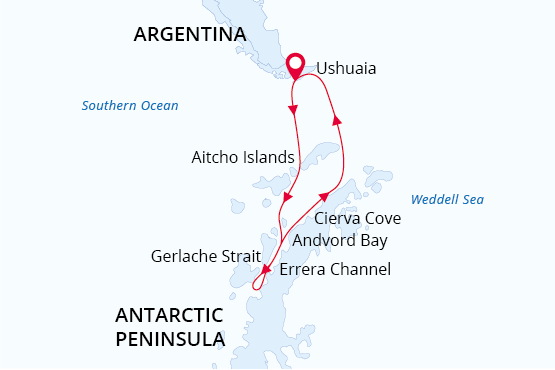 ARGENTINA
Ushuaia
Southern Ocean
Aitcho Islands
Weddell Sea
Cierva Cove
Andvord Bay
Gerlache Strait
Errera Channel
ANTARCTIC
PENINSULA